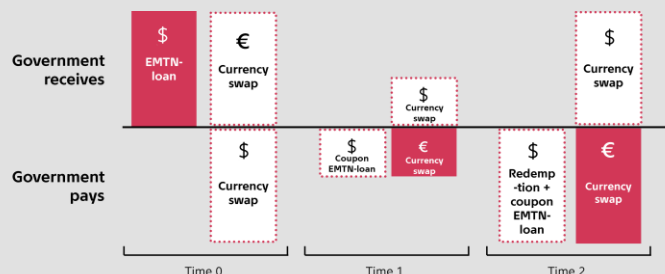 Government
receives
$
EMTN-
loan
€
Currency
swap
$
Currency
swap
$
Currency
swap
Government
pays
$
Currency
swap
$
Coupon
EMTN-loan
€
Currency
swap
$
Redemp
-tion +
coupon
EMTN-
loan
€
Currency
swap
Time 0
Time 1
Time 2